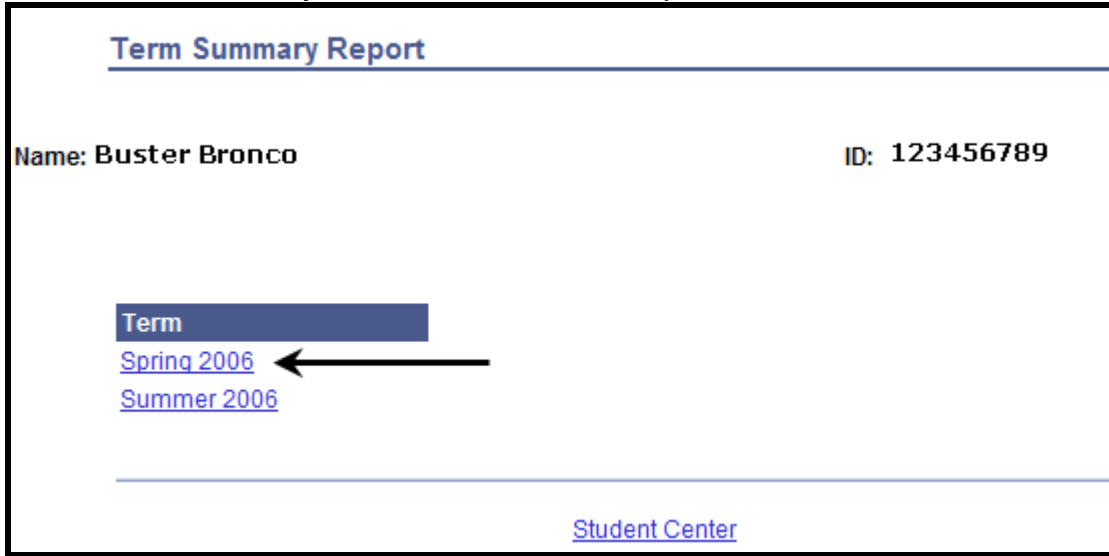 Term Summary Report
Name: Buster Bronco ID: 123456789
Term
Spring 2006
Summer 2006
Student Center